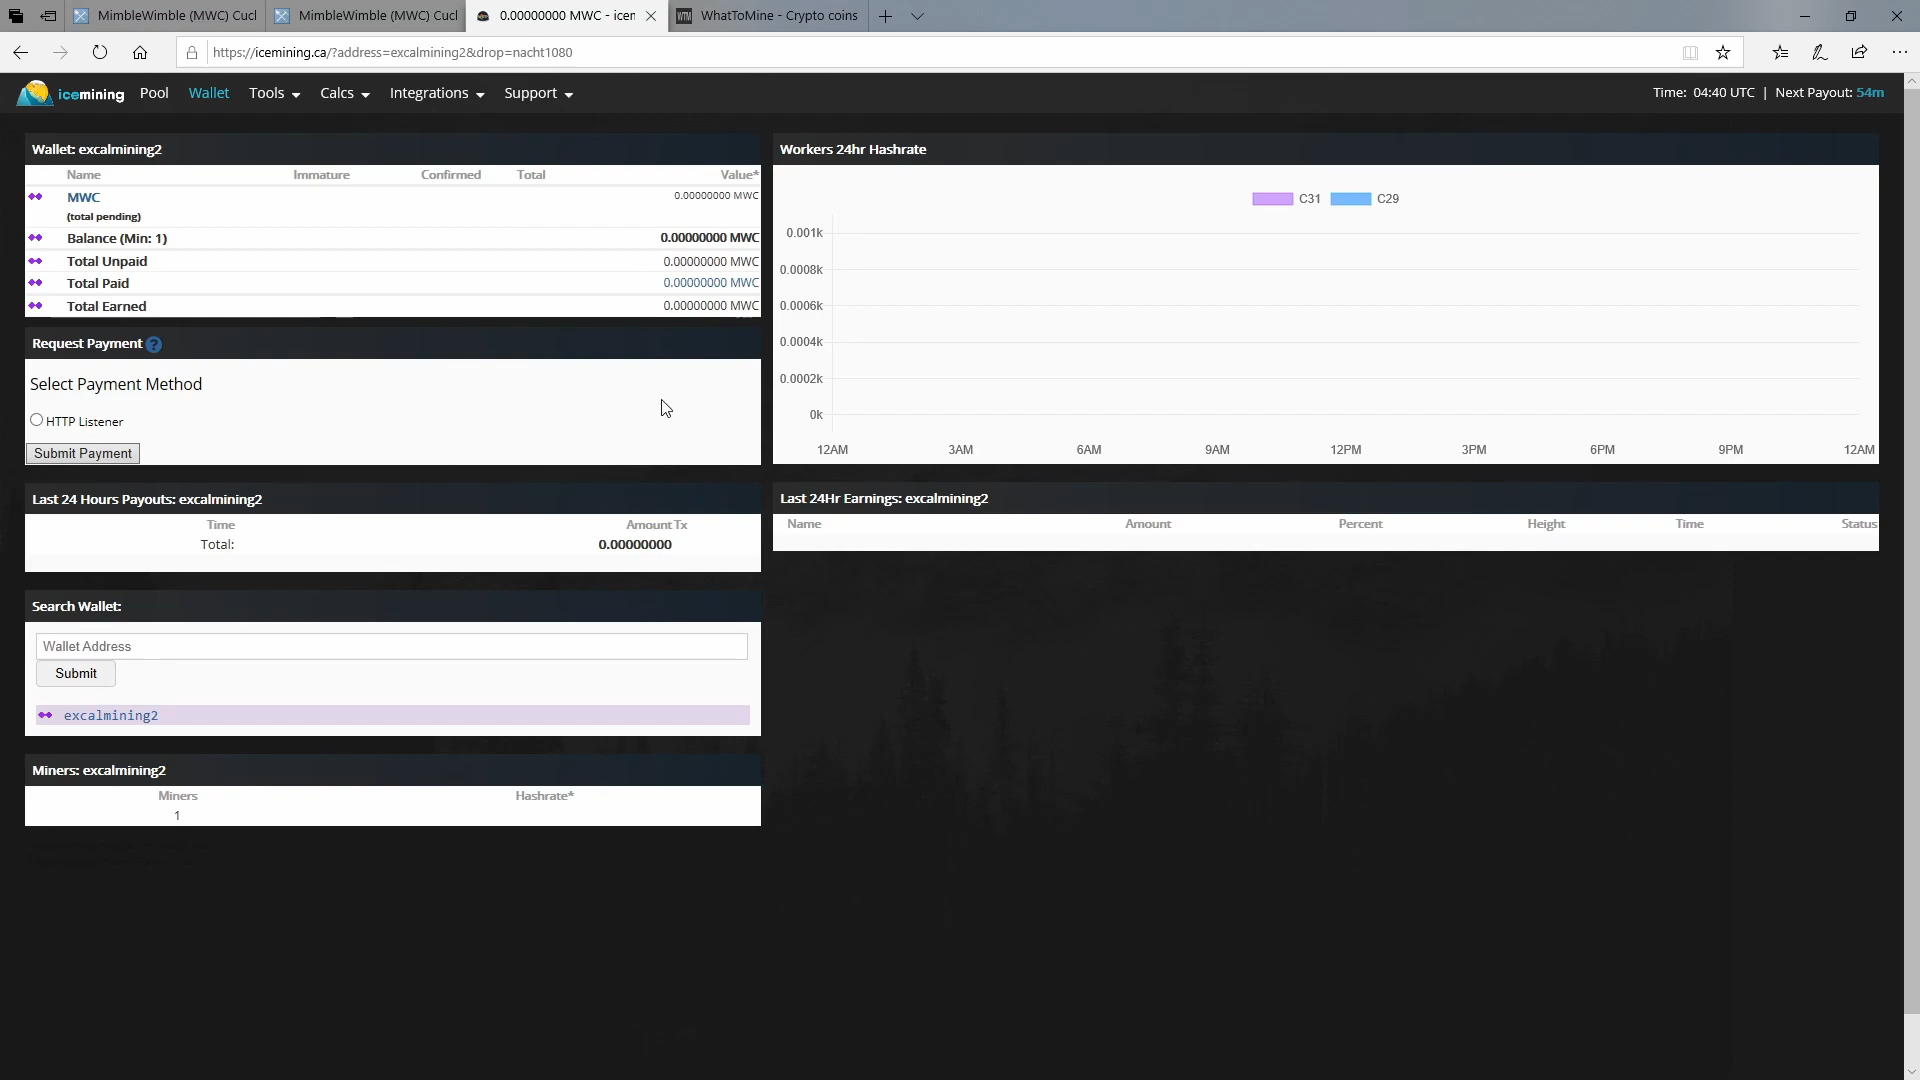 MimbleWimble (MWC) Cucl
MimbleWimble (MWC) Cucl
0.00000000 MWC - icen
WTM
WhatToMine - Crypto coins
https://icemining.ca/?address=excalmining2&drop=nacht1080
icemining
Pool
Wallet
Tools
Calcs
Integrations
Support
Time: 04:40 UTC | Next Payout: 54m
Wallet: excalmining2
Name Immature Confirmed Total Value*
MWC 0.00000000 MWC
(total pending)
Balance (Min: 1) 0.00000000 MWC
Total Unpaid 0.00000000 MWC
Total Paid 0.00000000 MWC
Total Earned 0.00000000 MWC
Request Payment ?
Select Payment Method
HTTP Listener
Submit Payment
Workers 24hr Hashrate
C31 C29
0.001k
0.0008k
0.0006k
0.0004k
0.0002k
0k
12AM 3AM 6AM 9AM 12PM 3PM 6PM 9PM 12AM
Last 24 Hours Payouts: excalmining2
Time Amount Tx
Total: 0.00000000
Last 24Hr Earnings: excalmining2
Name Amount Percent Height Time Status
Search Wallet:
Wallet Address
Submit
excalmining2
Miners: excalmining2
Miners Hashrate*
1